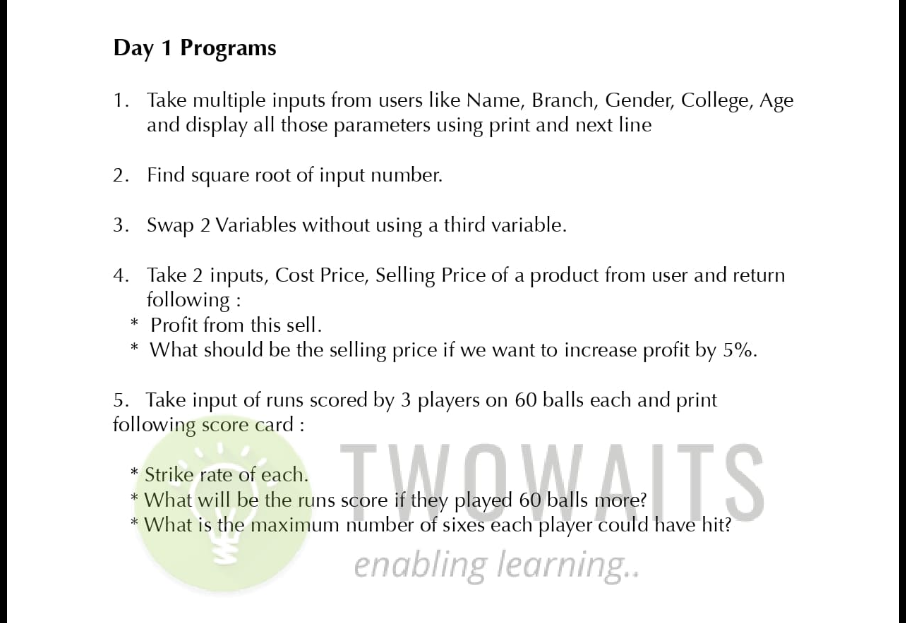 Day 1 Programs
1. Take multiple inputs from users like Name, Branch, Gender, College, Age
and display all those parameters using print and next line
2. Find square root of input number.
3. Swap 2 Variables without using a third variable.
4. Take 2 inputs, Cost Price, Selling Price of a product from user and return
following :
* Profit from this sell.
* What should be the selling price if we want to increase profit by 5%.
5. Take input of runs scored by 3 players on 60 balls each and print
following score card :
* Strike rate of each.
* What will be the runs score if they played 60 balls more?
* What is the maximum number of sixes each player could have hit?
TWOWAITS
enabling learning..